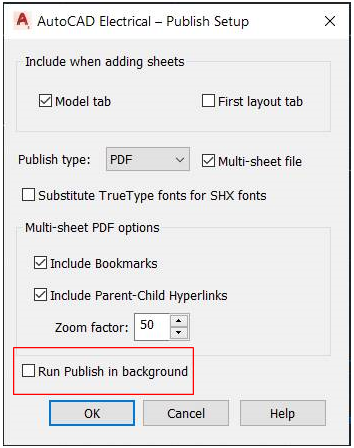 AutoCAD Electrical – Publish Setup
Include when adding sheets
Model tab First layout tab
Publish type: PDF Multi-sheet file
Substitute TrueType fonts for SHX fonts
Multi-sheet PDF options
Include Bookmarks
Include Parent-Child Hyperlinks
Zoom factor: 50
Run Publish in background
OK Cancel Help